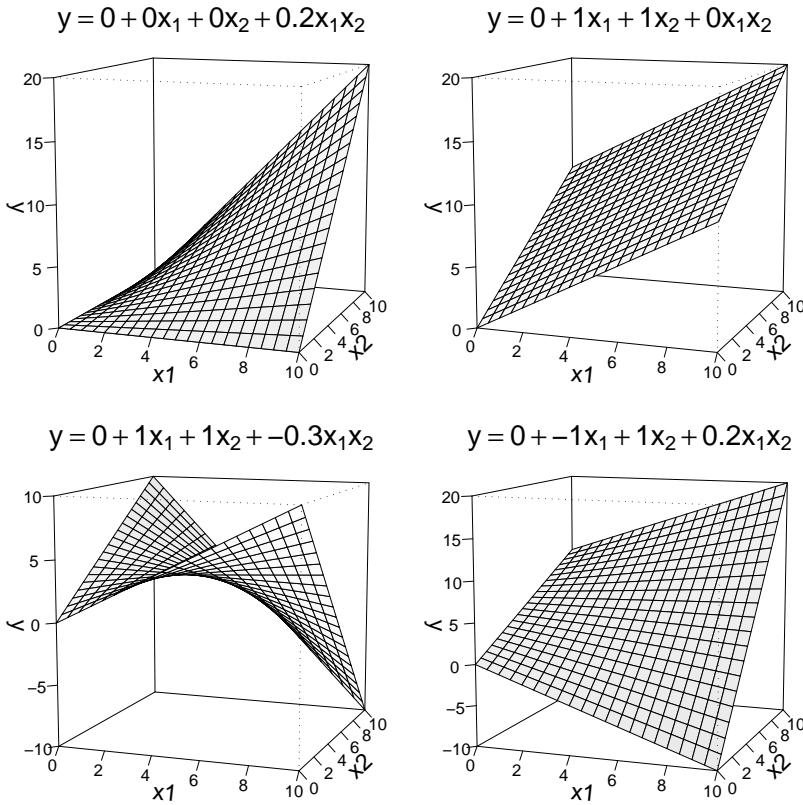 y = 0 + 0x₁ + 0x₂ + 0.2x₁x₂
y = 0 + 1x₁ + 1x₂ + 0x₁x₂
20
15
10
5
0
y
0 2 4 6 8 10
x1
0 2 4 6 8 10
x2
20
15
10
5
0
y
0 2 4 6 8 10
x1
0 2 4 6 8 10
x2
y = 0 + 1x₁ + 1x₂ + −0.3x₁x₂
y = 0 + −1x₁ + 1x₂ + 0.2x₁x₂
10
5
0
−5
−10
y
0 2 4 6 8 10
x1
0 2 4 6 8 10
x2
20
15
10
5
0
−5
−10
y
0 2 4 6 8 10
x1
0 2 4 6 8 10
x2